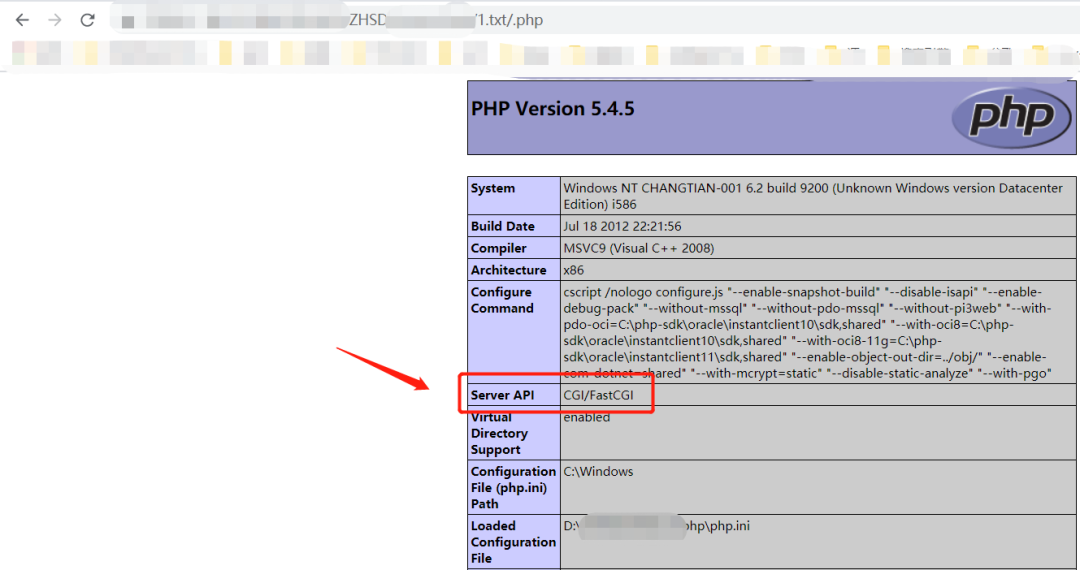 ZHSD
/1.txt/.php
PHP Version 5.4.5
php
System
Windows NT CHANGTIAN-001 6.2 build 9200 (Unknown Windows version Datacenter
Edition) i586
Build Date
Jul 18 2012 22:21:56
Compiler
MSVC9 (Visual C++ 2008)
Architecture
x86
Configure
Command
cscript /nologo configure.js "--enable-snapshot-build" "--disable-isapi" "--enable-
debug-pack" "--without-mssql" "--without-pdo-mssql" "--without-pi3web" "--with-
pdo-oci=C:\php-sdk\oracle\instantclient10\sdk,shared" "--with-oci8=C:\php-
sdk\oracle\instantclient10\sdk,shared" "--with-oci8-11g=C:\php-
sdk\oracle\instantclient11\sdk,shared" "--enable-object-out-dir=../obj/" "--enable-
com-dotnet=shared" "--with-mcrypt=static" "--disable-static-analyze" "--with-pgo"
Server API
CGI/FastCGI
Virtual
Directory
Support
enabled
Configuration
File (php.ini)
Path
C:\Windows
Loaded
Configuration
File
D:\
php\php.ini